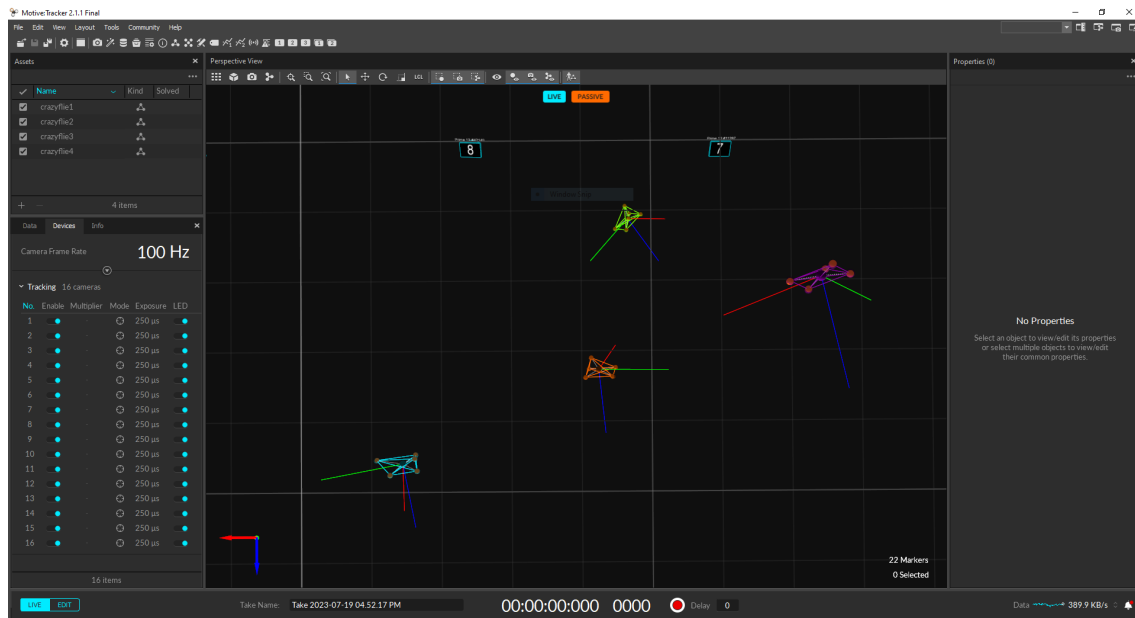 Motive:Tracker 2.1.1 Final
File Edit View Layout Tools Community Help
Assets
Perspective View
Properties (0)
Name Kind Solved
LCL
crazyflie1
crazyflie2
crazyflie3
crazyflie4
LIVE PASSIVE
8
7
4 items
Data Devices Info
Camera Frame Rate 100 Hz
Tracking 16 cameras
No. Enable Multiplier Mode Exposure LED
1 - 250 µs
2 - 250 µs
3 - 250 µs
4 - 250 µs
5 - 250 µs
6 - 250 µs
7 - 250 µs
8 - 250 µs
9 - 250 µs
10 - 250 µs
11 - 250 µs
12 - 250 µs
13 - 250 µs
14 - 250 µs
15 - 250 µs
16 - 250 µs
16 items
No Properties
Select an object to view/edit its properties
or select multiple objects to view/edit
their common properties.
22 Markers
0 Selected
LIVE EDIT
Take Name: Take 2023-07-19 04.52.17 PM
00:00:00:000 0000
Delay 0
Data 389.9 KB/s